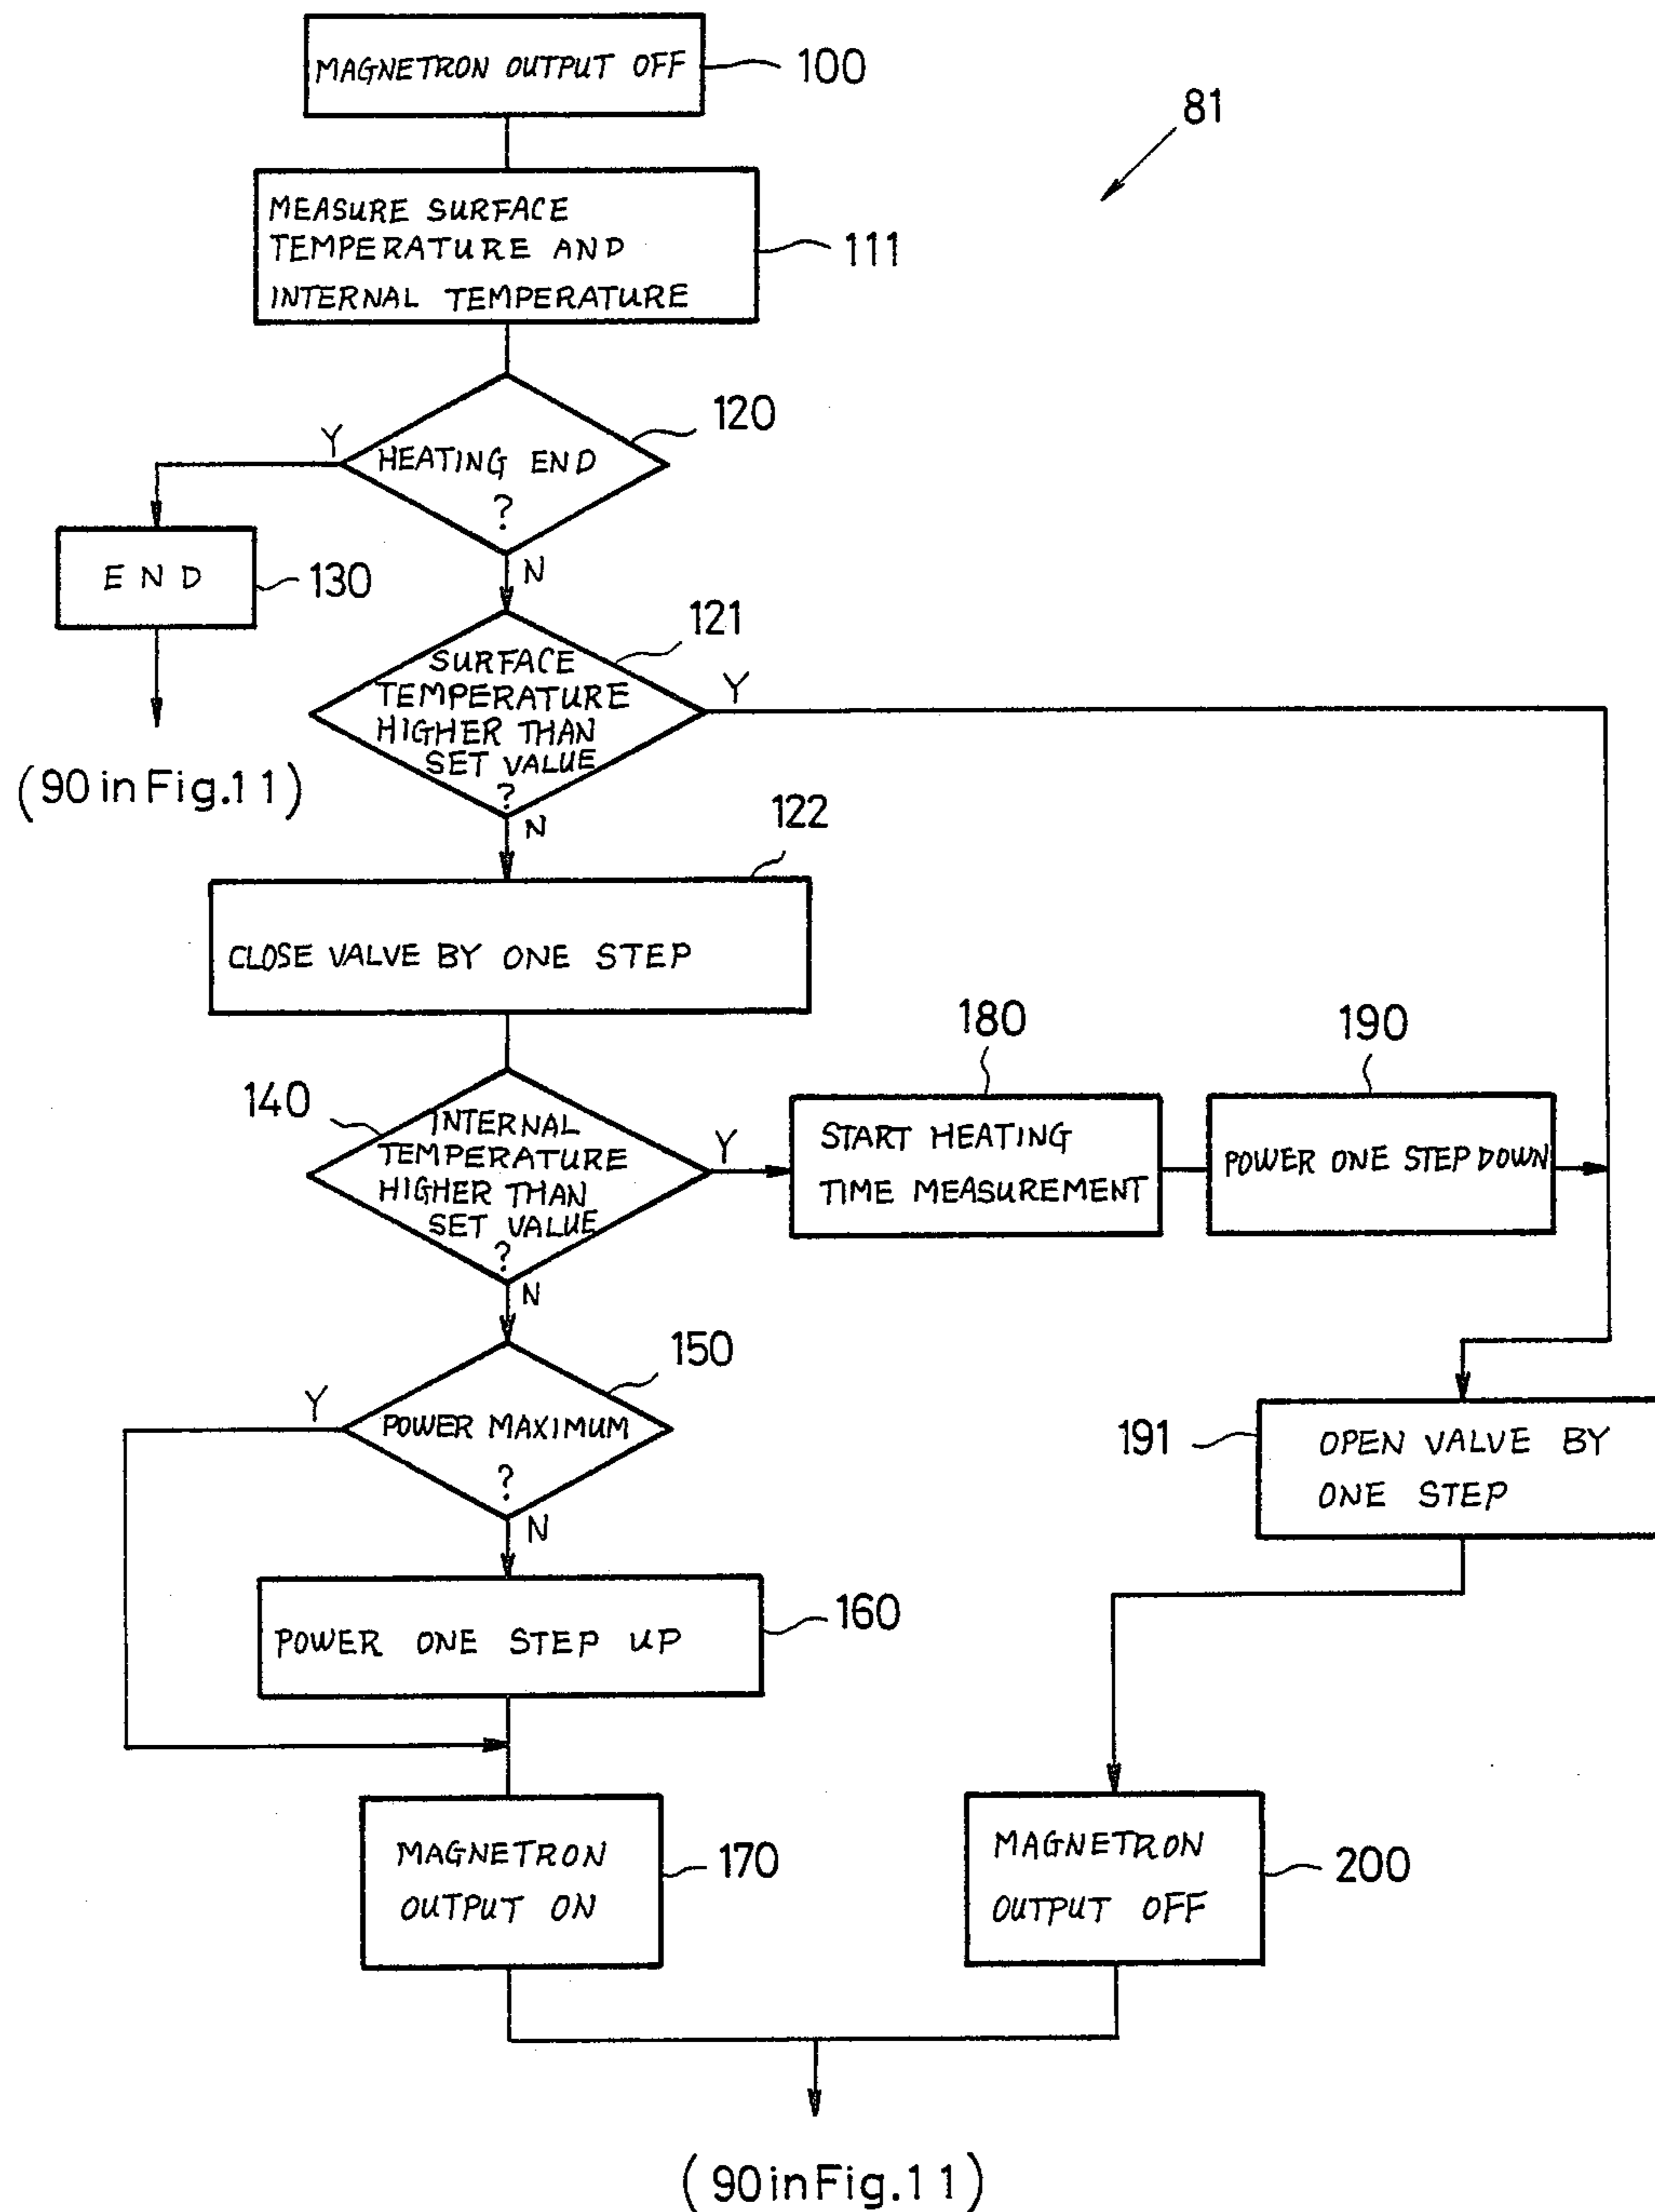 MAGNETRON OUTPUT OFF
100
81
MEASURE SURFACE
TEMPERATURE AND
INTERNAL TEMPERATURE
111
120
Y
HEATING END
?
N
END
130
(90 in Fig.11)
121
SURFACE
TEMPERATURE
HIGHER THAN
SET VALUE
?
Y
N
122
CLOSE VALVE BY ONE STEP
140
INTERNAL
TEMPERATURE
HIGHER THAN
SET VALUE
?
Y
N
180
START HEATING
TIME MEASUREMENT
190
POWER ONE STEP DOWN
150
Y
POWER MAXIMUM
?
N
191
OPEN VALVE BY
ONE STEP
160
POWER ONE STEP UP
MAGNETRON
OUTPUT ON
170
MAGNETRON
OUTPUT OFF
200
(90 in Fig.11)